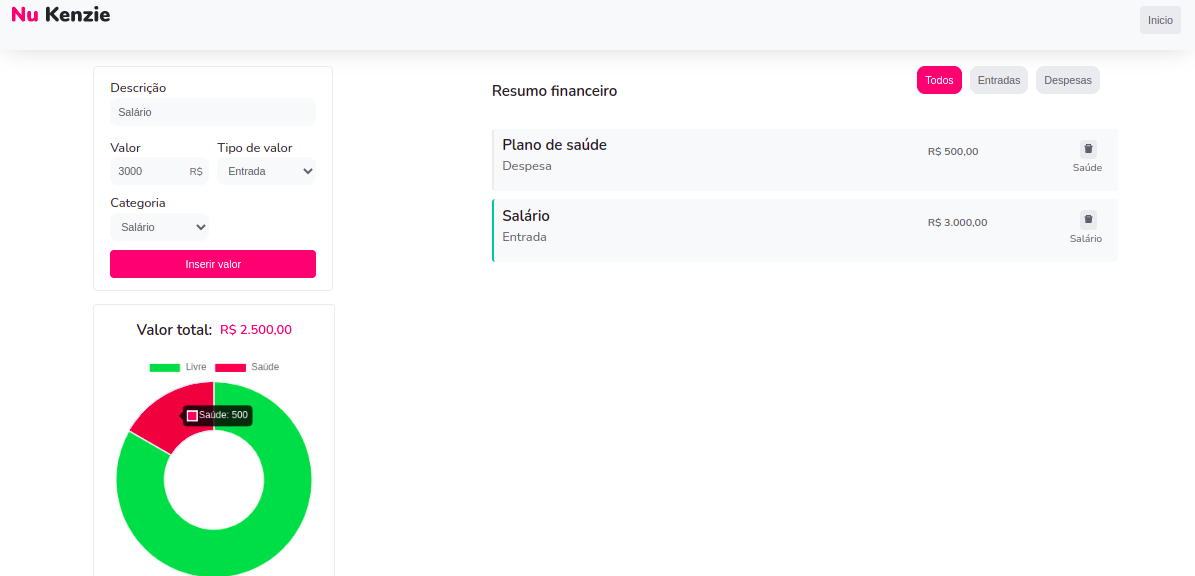 Nu Kenzie
Inicio
Descrição
Salário
Valor
Tipo de valor
3000 R$
Entrada
Categoria
Salário
Inserir valor
Valor total: R$ 2.500,00
Livre
Saúde
Saúde: 500
Resumo financeiro
Todos
Entradas
Despesas
Plano de saúde
Despesa
R$ 500,00
Saúde
Salário
Entrada
R$ 3.000,00
Salário